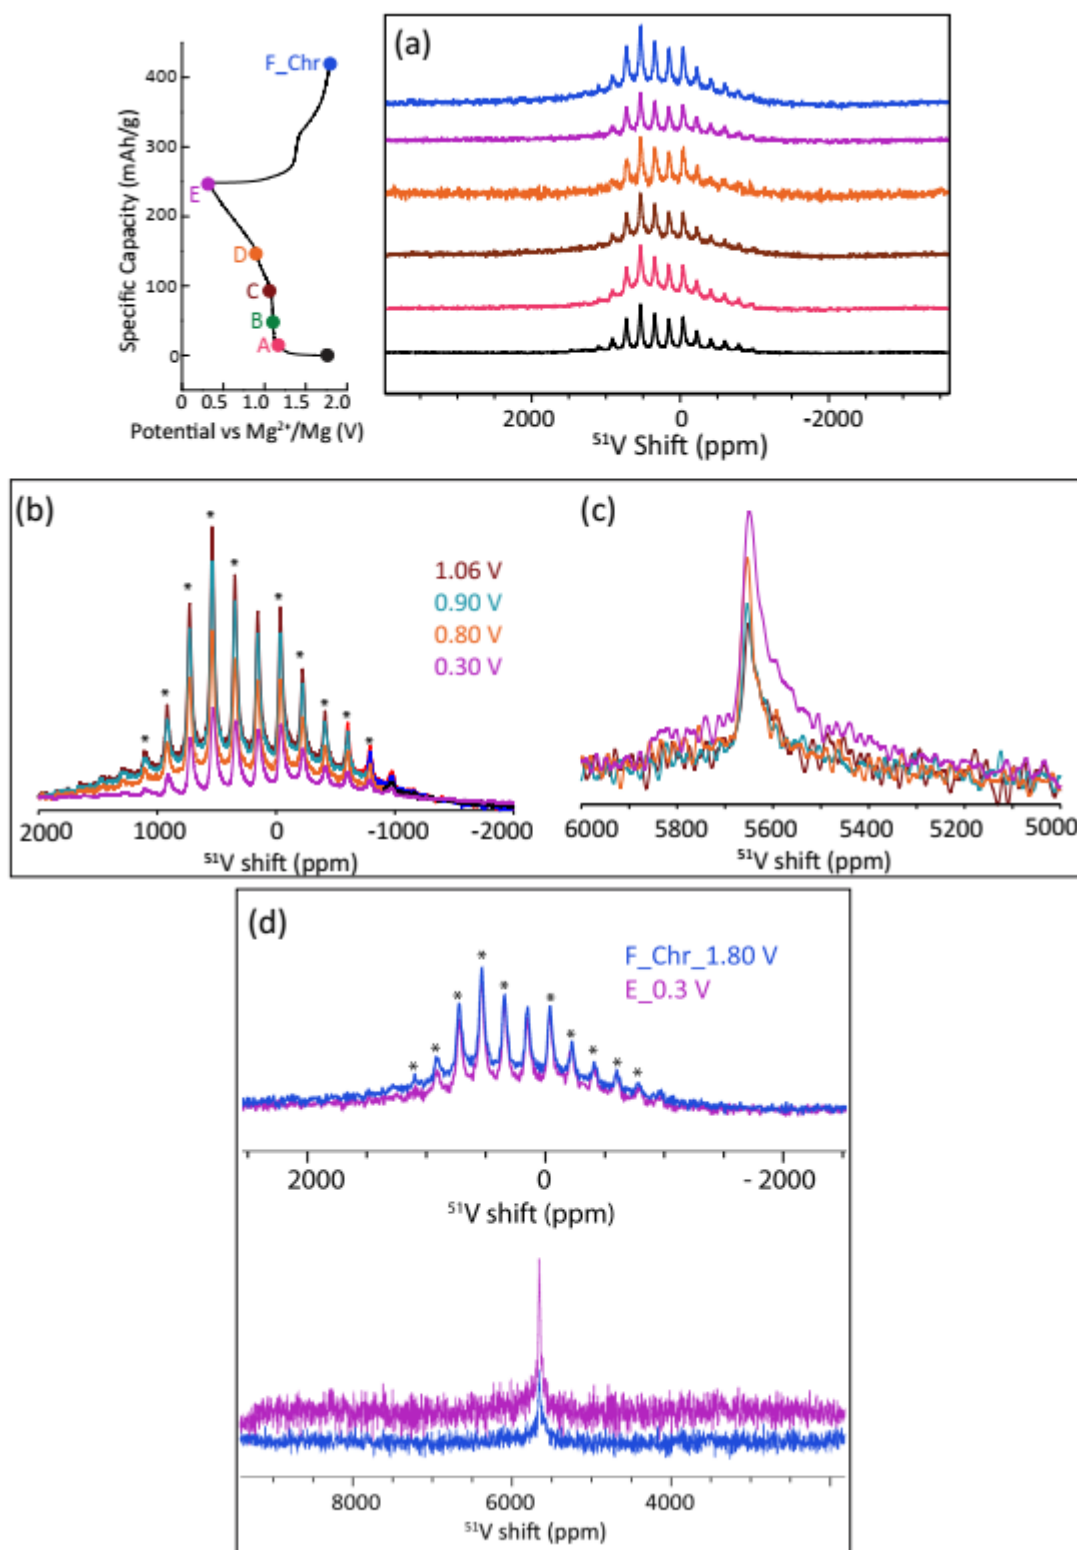 (a)
F_Chr
400
300
E
200
D
100
C
B
A
0
Specific Capacity (mAh/g)
0 0.5 1.0 1.5 2.0
Potential vs Mg²⁺/Mg (V)
2000 0 -2000
⁵¹V Shift (ppm)
(b)
* * * * * * * * * *
1.06 V
0.90 V
0.80 V
0.30 V
2000 1000 0 -1000 -2000
⁵¹V shift (ppm)
(c)
6000 5800 5600 5400 5200 5000
⁵¹V shift (ppm)
(d)
F_Chr_1.80 V
E_0.3 V
* * * * * * * * * *
2000 0 - 2000
⁵¹V shift (ppm)
8000 6000 4000
⁵¹V shift (ppm)